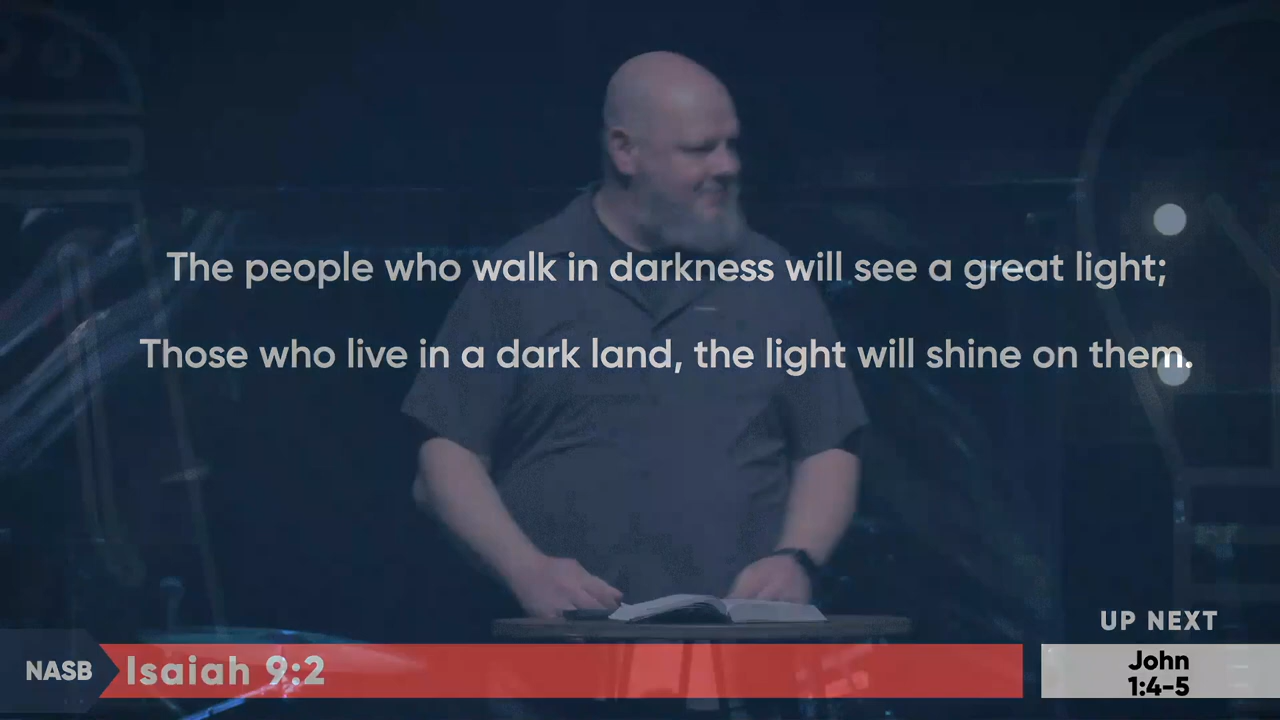 The people who walk in darkness will see a great light;
Those who live in a dark land, the light will shine on them.
UP NEXT
NASB
Isaiah 9:2
John
1:4-5